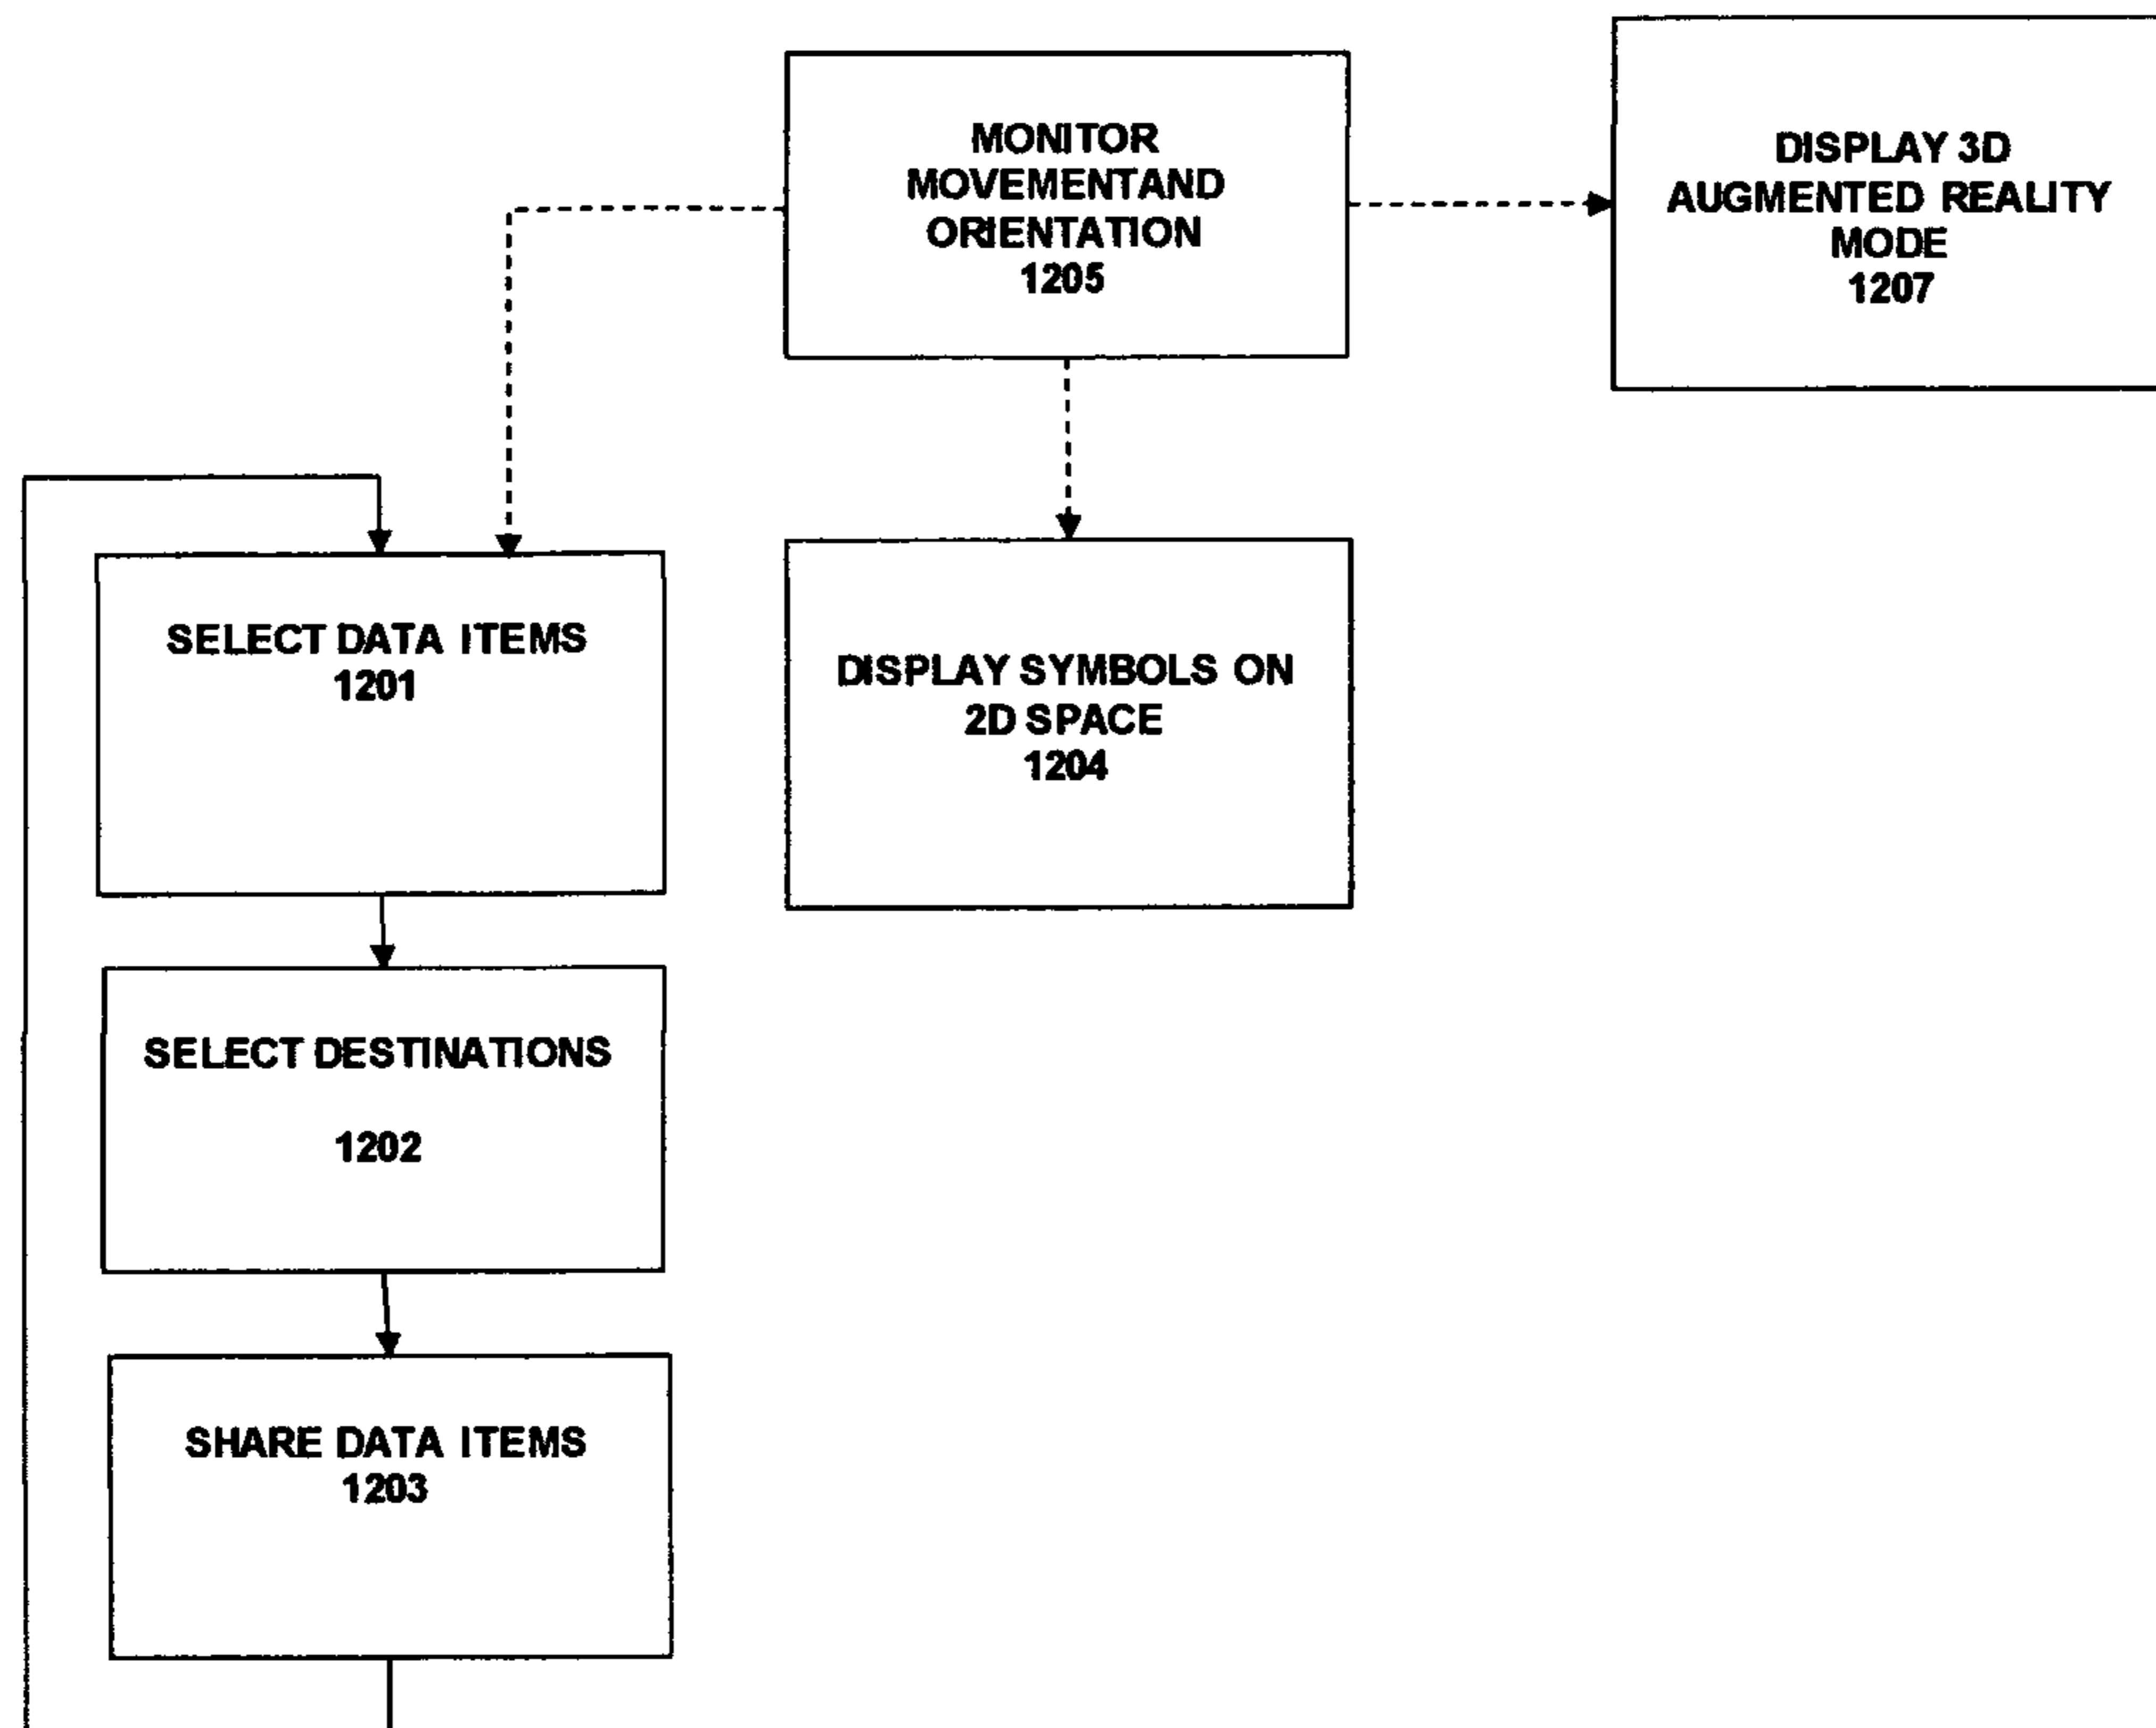 MONITOR
MOVEMENTAND
ORIENTATION
1205
DISPLAY 3D
AUGMENTED REALITY
MODE
1207
SELECT DATA ITEMS
1201
DISPLAY SYMBOLS ON
2D SPACE
1204
SELECT DESTINATIONS
1202
SHARE DATA ITEMS
1203